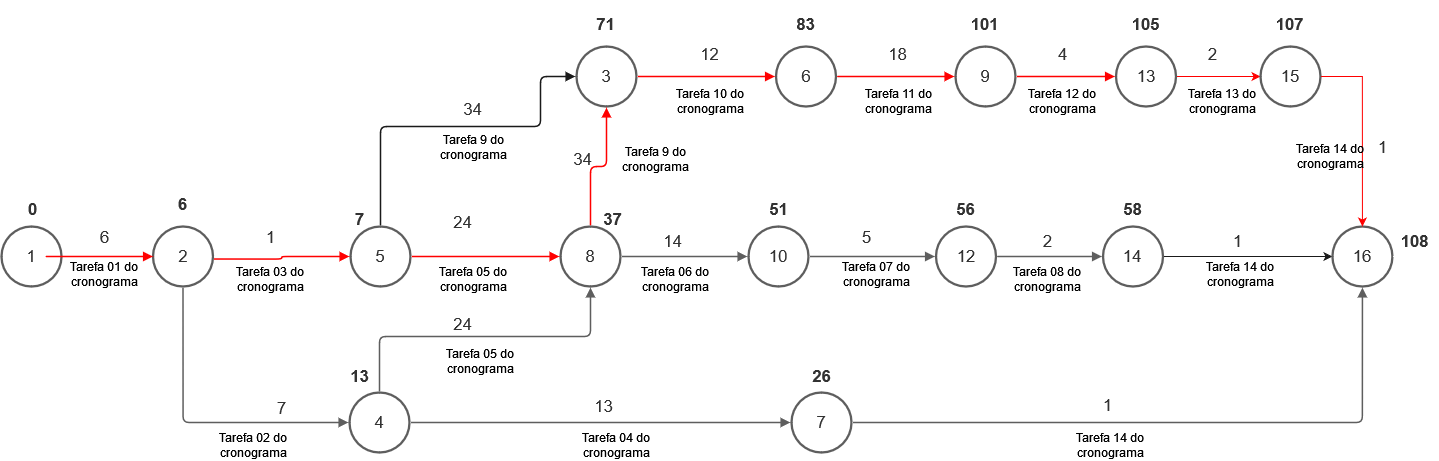 71
83
101
105
107
12
18
4
2
3
6
9
13
15
Tarefa 10 do
cronograma
Tarefa 11 do
cronograma
Tarefa 12 do
cronograma
Tarefa 13 do
cronograma
34
Tarefa 9 do
cronograma
34
Tarefa 9 do
cronograma
Tarefa 14 do
cronograma
1
0
6
7
37
51
56
58
108
6
1
24
14
5
2
1
1
2
5
8
10
12
14
16
Tarefa 01 do
cronograma
Tarefa 03 do
cronograma
Tarefa 05 do
cronograma
Tarefa 06 do
cronograma
Tarefa 07 do
cronograma
Tarefa 08 do
cronograma
Tarefa 14 do
cronograma
24
Tarefa 05 do
cronograma
13
26
7
13
1
4
7
Tarefa 02 do
cronograma
Tarefa 04 do
cronograma
Tarefa 14 do
cronograma